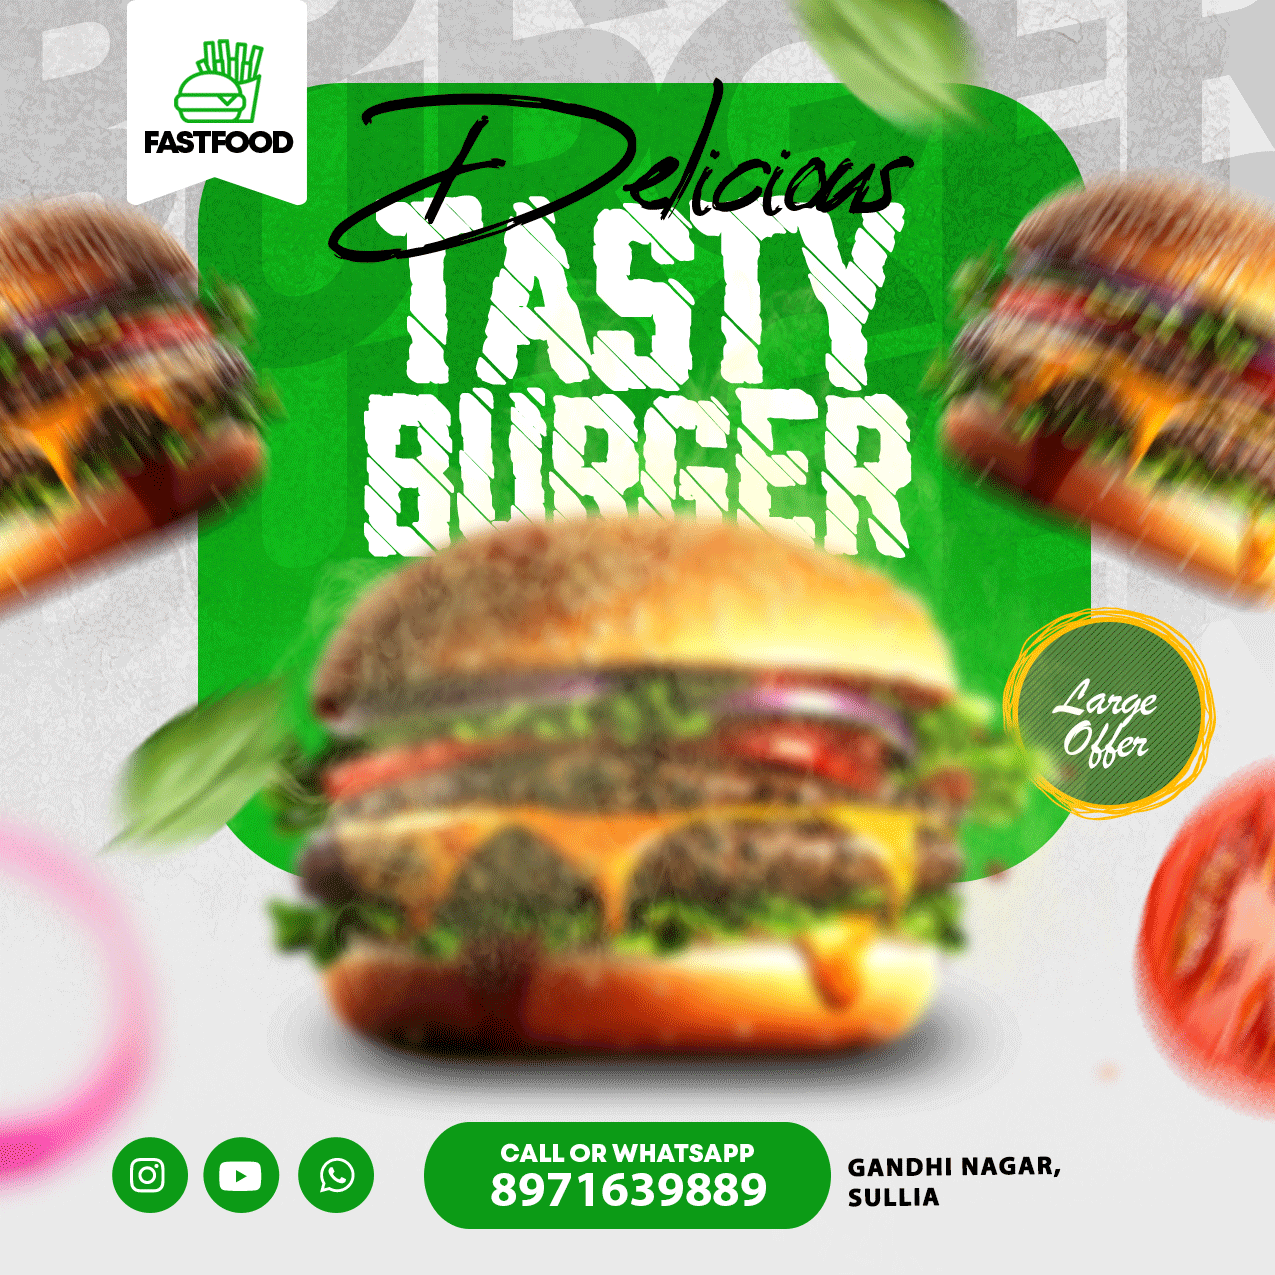 FASTFOOD
Delicious
TASTY
BURGER
Large
Offer
CALL OR WHATSAPP
8971639889
GANDHI NAGAR,
SULLIA